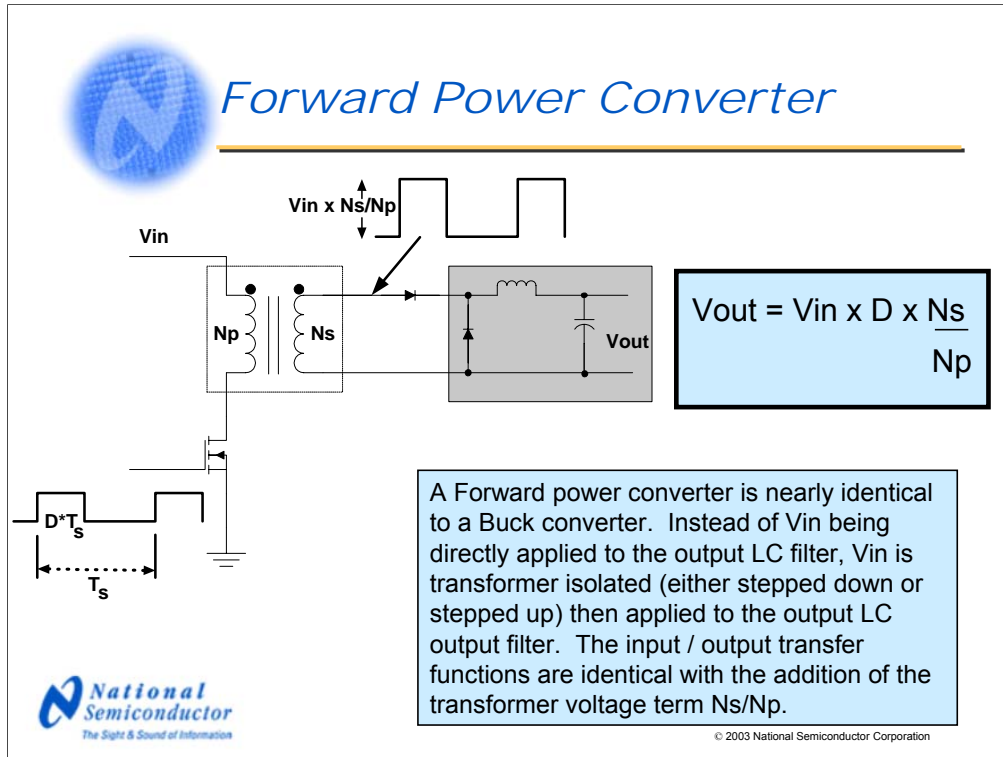 Forward Power Converter
Vin x Ns/Np
Vin
Np
Ns
Vout
Vout = Vin x D x Ns
Np
D*Ts
Ts
A Forward power converter is nearly identical
to a Buck converter. Instead of Vin being
directly applied to the output LC filter, Vin is
transformer isolated (either stepped down or
stepped up) then applied to the output LC
output filter. The input / output transfer
functions are identical with the addition of the
transformer voltage term Ns/Np.
National
Semiconductor
The Sight & Sound of Information
© 2003 National Semiconductor Corporation